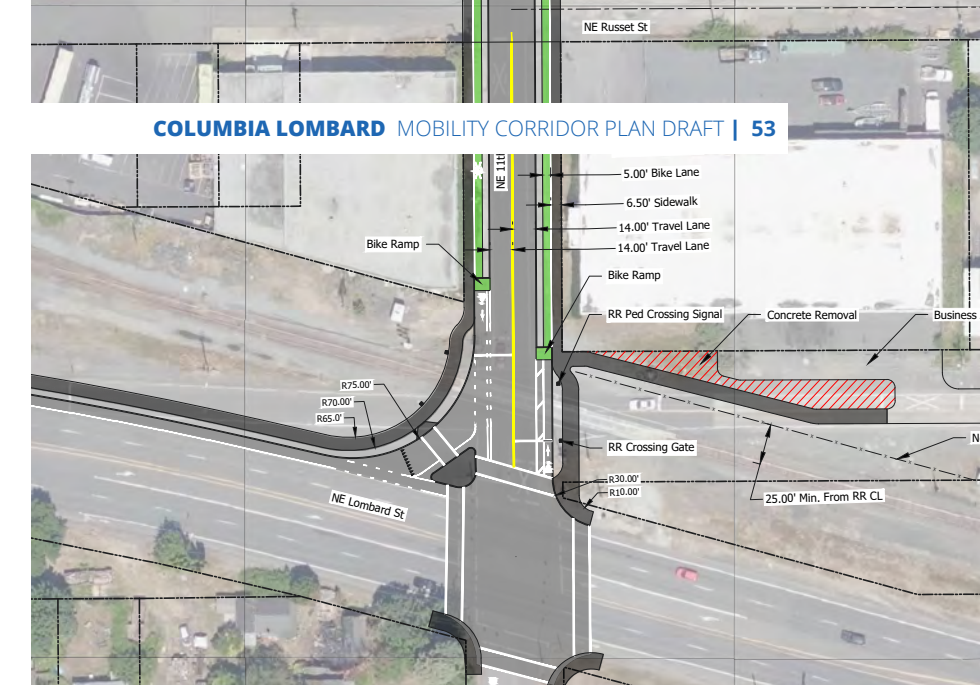 NE Russet St
COLUMBIA LOMBARD MOBILITY CORRIDOR PLAN DRAFT | 53
NE 11t
5.00' Bike Lane
6.50' Sidewalk
14.00' Travel Lane
14.00' Travel Lane
Bike Ramp
Bike Ramp
RR Ped Crossing Signal
Concrete Removal
Business
R75.00'
R70.00'
R65.0'
RR Crossing Gate
N
R30.00'
R10.00'
25.00' Min. From RR CL
NE Lombard St